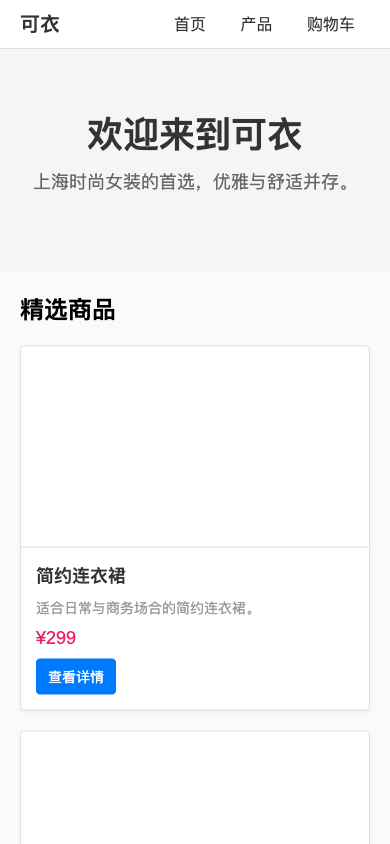 可衣
首页 产品 购物车
欢迎来到可衣
上海时尚女装的首选，优雅与舒适并存。
精选商品
简约连衣裙
适合日常与商务场合的简约连衣裙。
¥299
查看详情